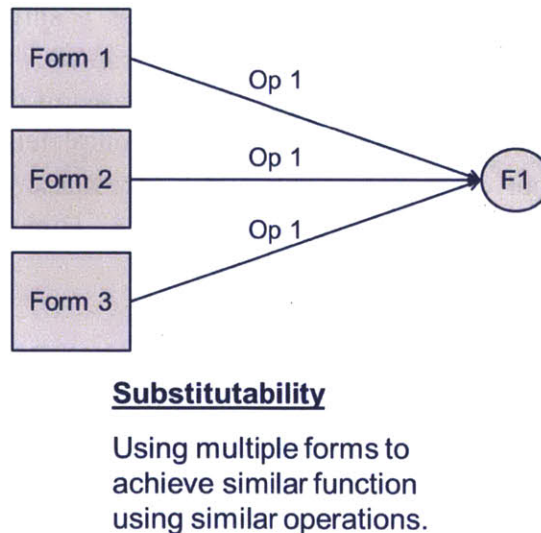 Form 1
Op 1
Form 2
Op 1
F1
Op 1
Form 3
Substitutability
Using multiple forms to
achieve similar function
using similar operations.